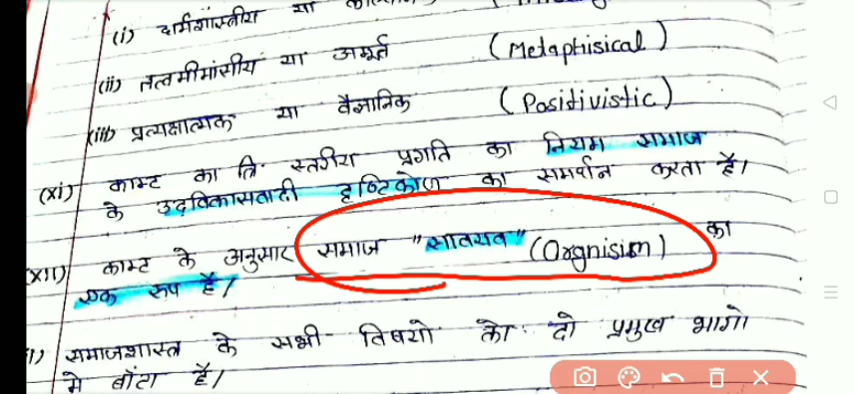 (i) धर्मशास्त्रीय या
(ii) तत्वमीमांसीय या अमूर्त (Metaphisical)
(iii) प्रत्यक्षात्मक या वैज्ञानिक (Positivistic)
(xi) काम्ट का त्रि-स्तरीय प्रगति का नियम समाज
के उद्विकासवादी दृष्टिकोण का समर्थन करता है।
(XII) काम्ट के अनुसार समाज "सावयव" (Orgnisism) का
एक रूप है।
समाजशास्त्र के सभी विषयो को दो प्रमुख भागो
मे बाँटा है।